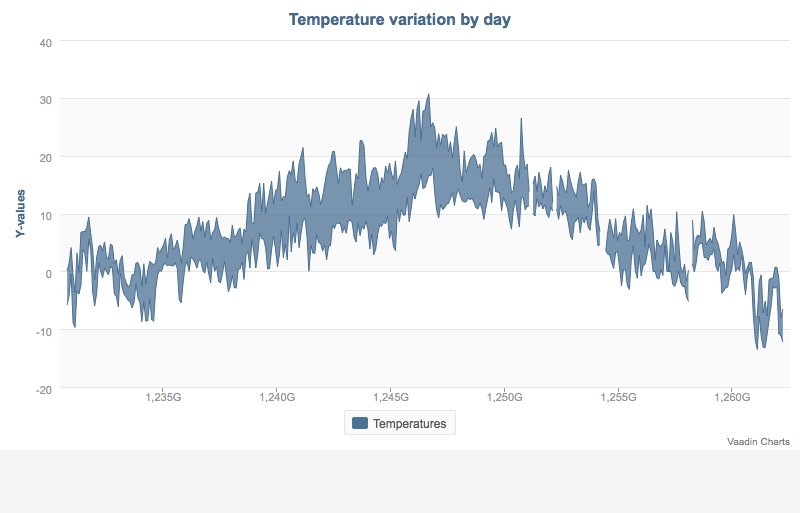 Temperature variation by day
Y-values
40
30
20
10
0
-10
-20
1,235G 1,240G 1,245G 1,250G 1,255G 1,260G
Temperatures
Vaadin Charts